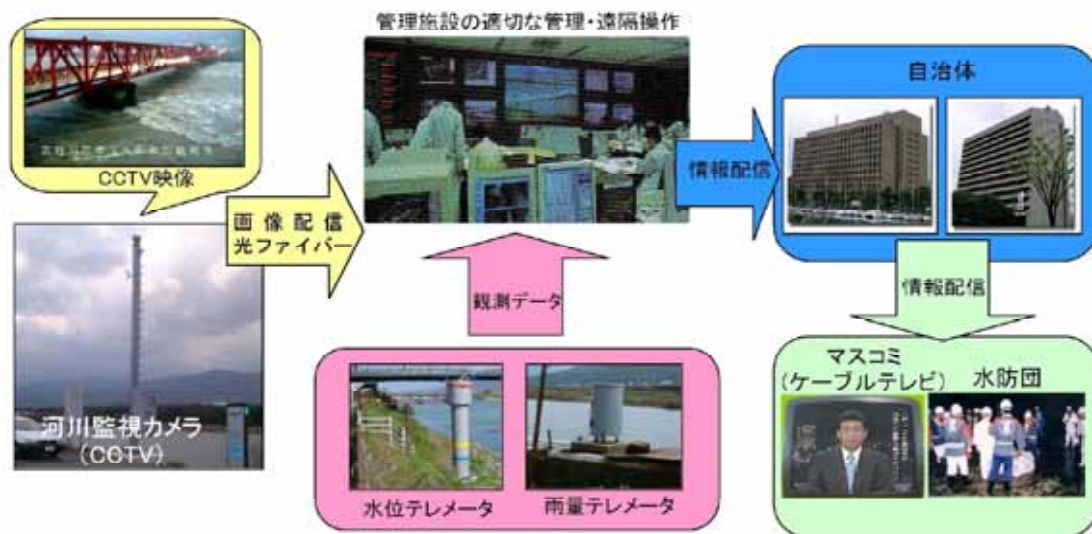 管理施設の適切な管理・遠隔操作
CCTV映像
画像配信
光ファイバー
河川監視カメラ
(CCTV)
観測データ
水位テレメータ
雨量テレメータ
情報配信
自治体
情報配信
マスコミ
(ケーブルテレビ)
水防団